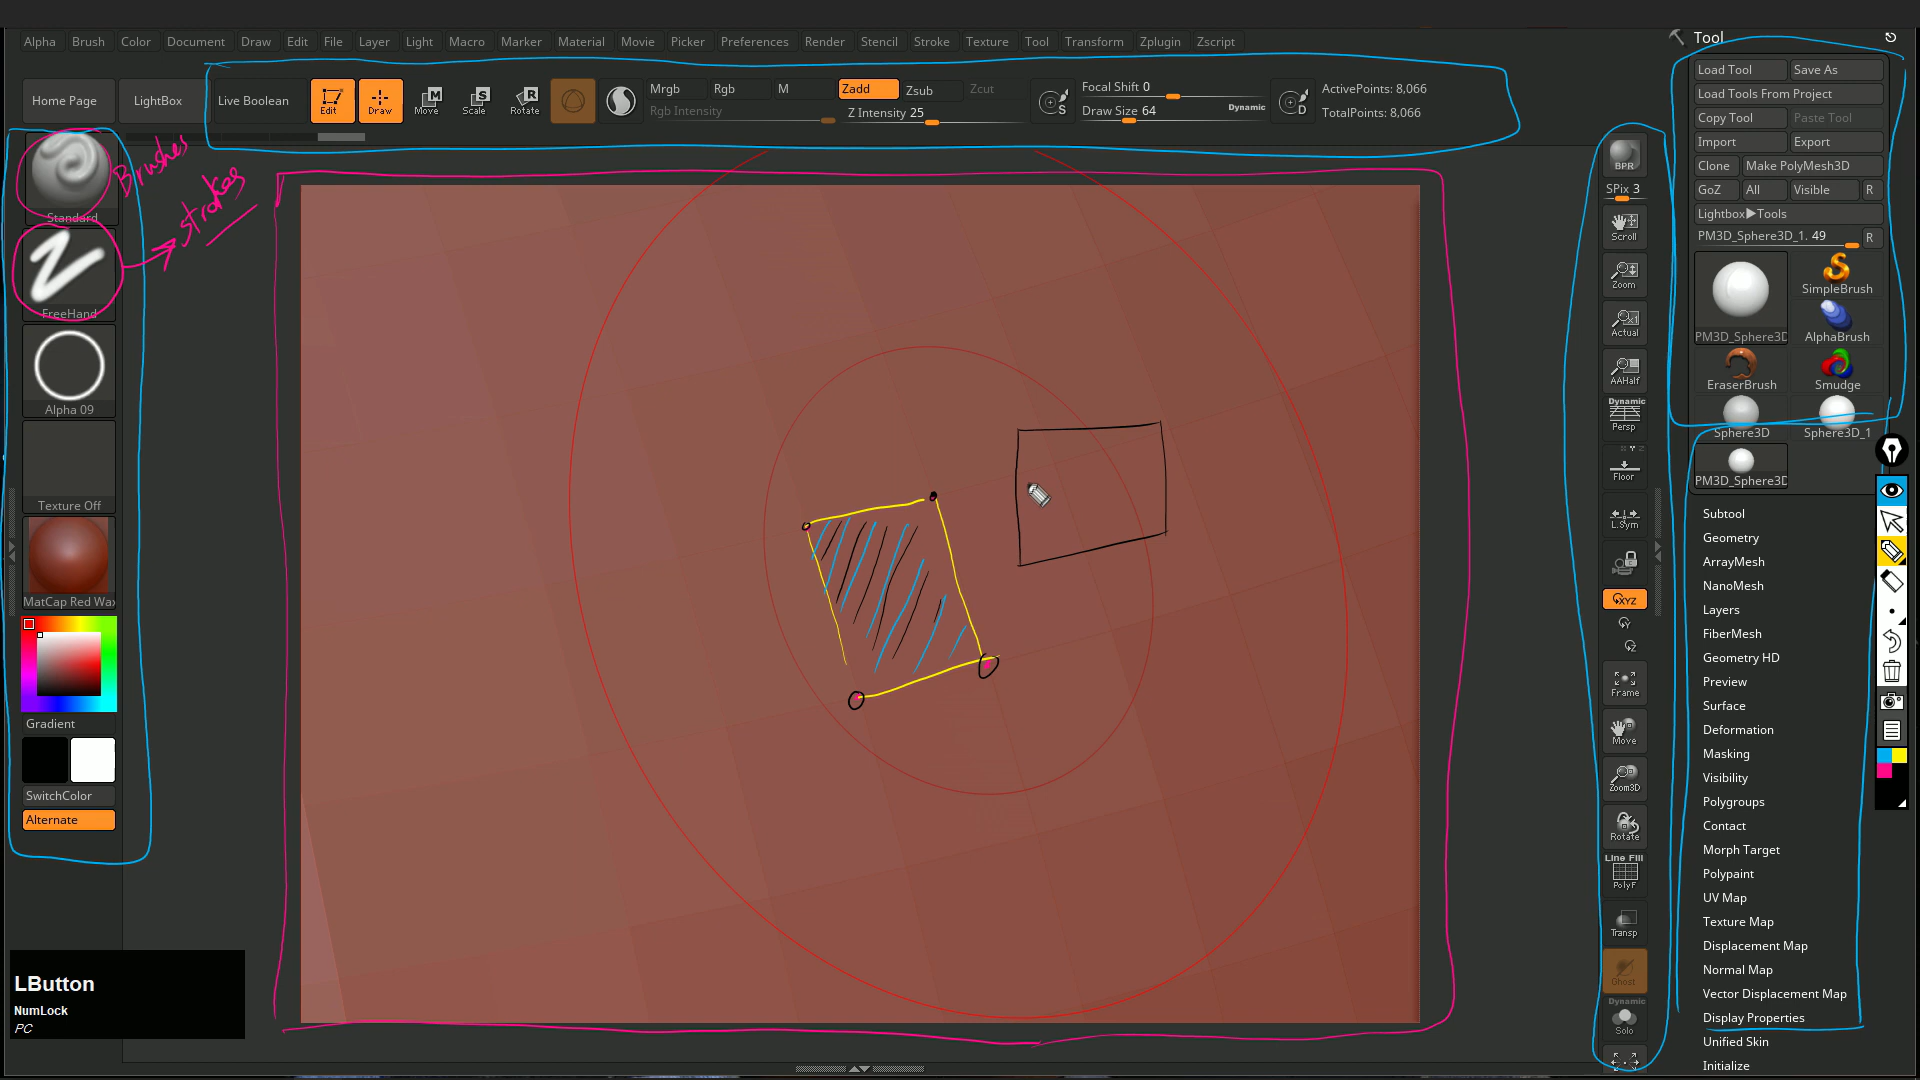 Alpha Brush Color Document Draw Edit File Layer Light Macro Marker Material Movie Picker Preferences Render Stencil Stroke Texture Tool Transform Zplugin Zscript
Home Page LightBox Live Boolean Edit Draw Move Scale Rotate
M S R
Mrgb Rgb M Zadd Zsub Zcut
Rgb Intensity Z Intensity 25
S
Focal Shift 0
Draw Size 64 Dynamic
D
ActivePoints: 8,066
TotalPoints: 8,066
Standard
Brushes
FreeHand
strokes
Alpha 09
Texture Off
MatCap Red Wax
Gradient
SwitchColor
Alternate
LButton
NumLock
PC
BPR
SPix 3
Scroll
Zoom
Actual
AAHalf
Dynamic
Persp
Floor
L.Sym
XYZ
Y
Z
Frame
Move
Zoom3D
Rotate
Line Fill
PolyF
Transp
Ghost
Dynamic
Solo
Tool
Load Tool Save As
Load Tools From Project
Copy Tool Paste Tool
Import Export
Clone Make PolyMesh3D
GoZ All Visible R
Lightbox▶Tools
PM3D_Sphere3D_1. 49 R
PM3D_Sphere3D
SimpleBrush
AlphaBrush
EraserBrush Smudge
Sphere3D Sphere3D_1
PM3D_Sphere3D
Subtool
Geometry
ArrayMesh
NanoMesh
Layers
FiberMesh
Geometry HD
Preview
Surface
Deformation
Masking
Visibility
Polygroups
Contact
Morph Target
Polypaint
UV Map
Texture Map
Displacement Map
Normal Map
Vector Displacement Map
Display Properties
Unified Skin
Initialize